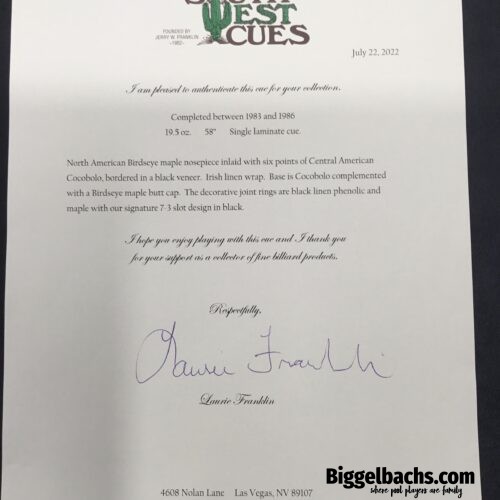 WEST
CUES
FOUNDED BY
JERRY W. FRANKLIN
-1982-
July 22, 2022
I am pleased to authenticate this cue for your collection.
Completed between 1983 and 1986
19.5 oz. 58" Single laminate cue.
North American Birdseye maple nosepiece inlaid with six points of Central American
Cocobolo, bordered in a black veneer. Irish linen wrap. Base is Cocobolo complemented
with a Birdseye maple butt cap. The decorative joint rings are black linen phenolic and
maple with our signature 7-3-slot design in black.
I hope you enjoy playing with this cue and I thank you
for your support as a collector of fine billiard products.
Respectfully,
Laurie Franklin
Laurie Franklin
4608 Nolan Lane Las Vegas, NV 89107
Biggelbachs.com
where pool players are family